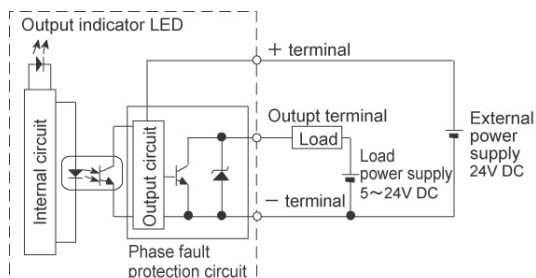 Output indicator LED
+ terminal
Outupt terminal
Load
External
power
supply
24V DC
Load
power supply
5～24V DC
− terminal
Internal circuit
Output circuit
Phase fault
protection circuit